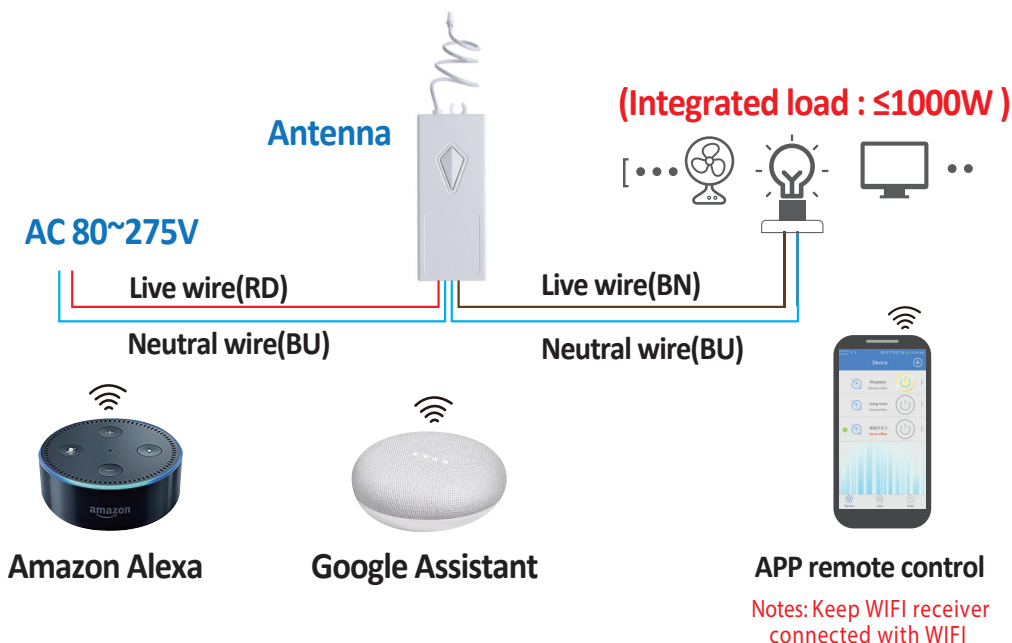 (Integrated load : ≤1000W )
Antenna
AC 80~275V
Live wire(RD)
Live wire(BN)
Neutral wire(BU)
Neutral wire(BU)
Device
amazon
Amazon Alexa
Google Assistant
APP remote control
Notes: Keep WIFI receiver
connected with WIFI